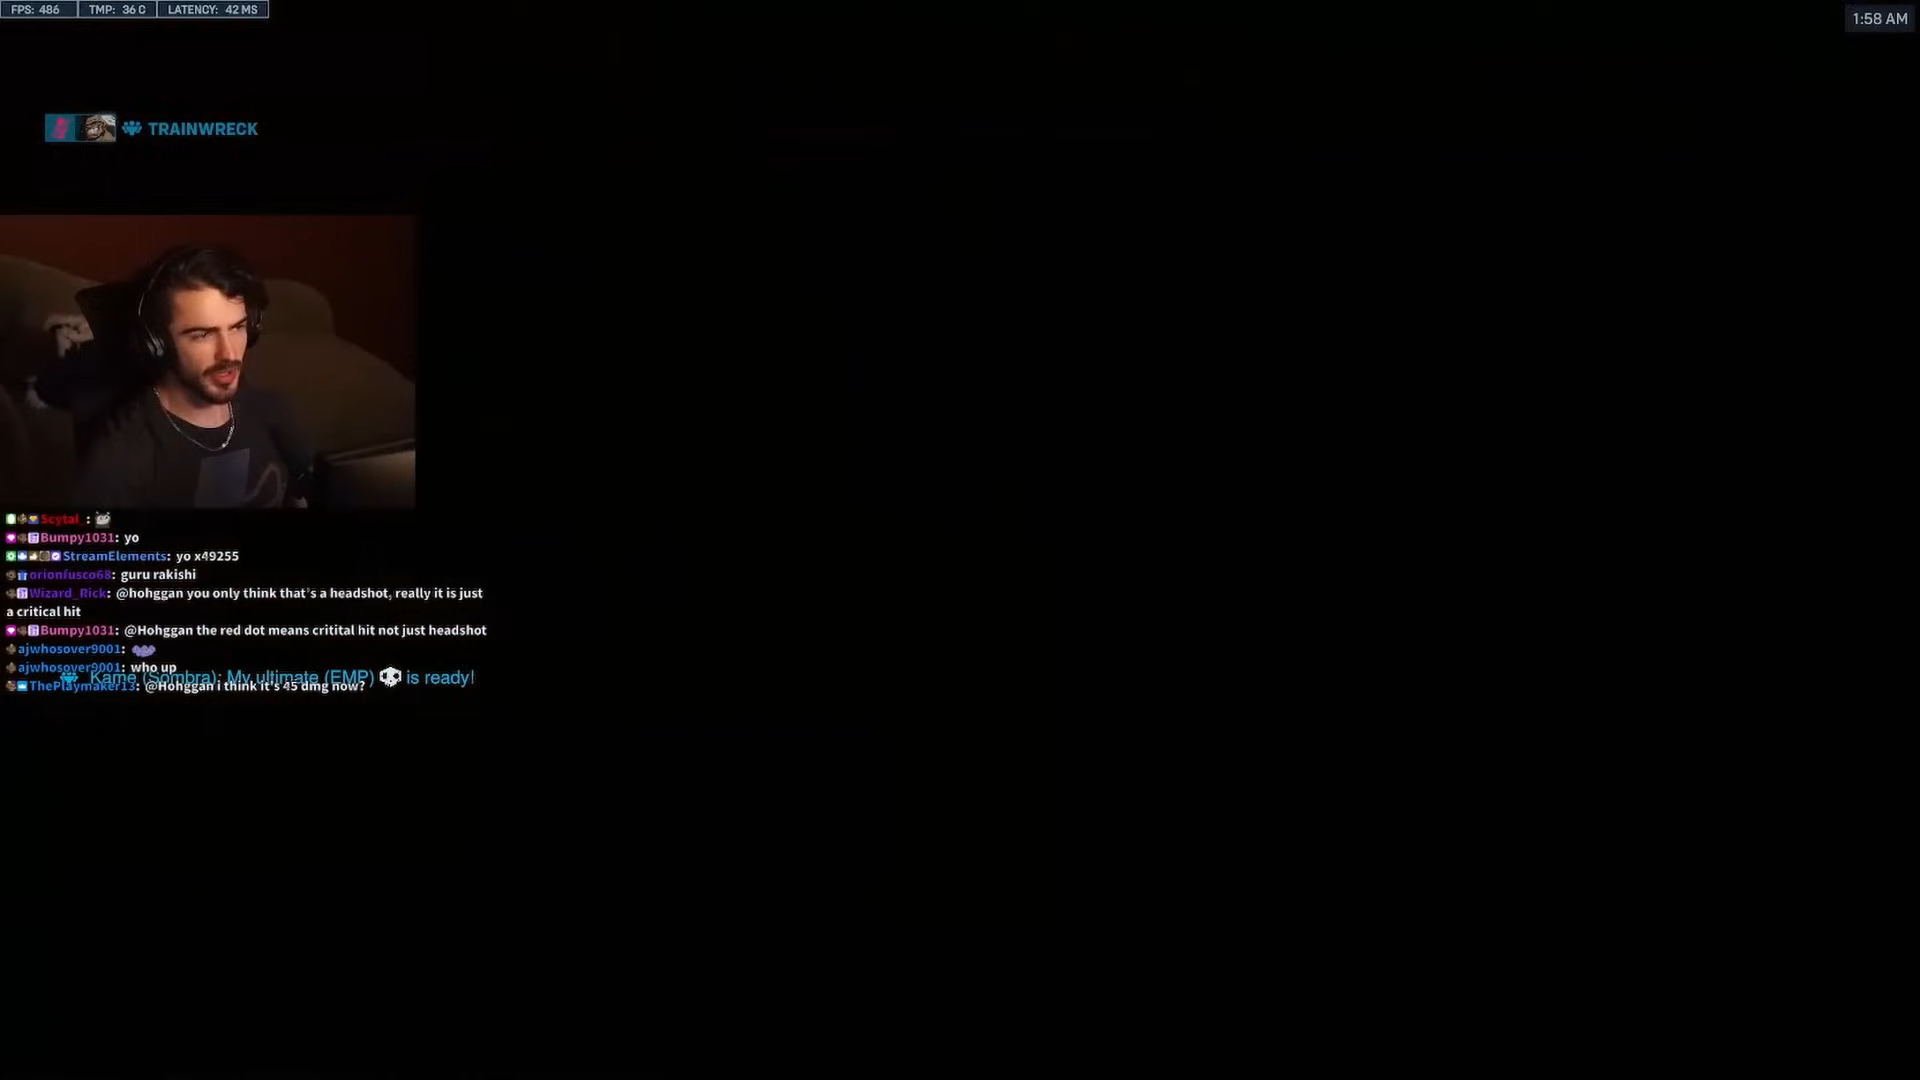 FPS: 486 TMP: 36 C LATENCY: 42 MS
1:58 AM
TRAINWRECK
Scytal_:
Bumpy1031: yo
StreamElements: yo x49255
orionfusco68: guru rakishi
Wizard_Rick: @hohggan you only think that's a headshot, really it is just
a critical hit
Bumpy1031: @Hohggan the red dot means critital hit not just headshot
ajwhosover9001:
ajwhosover9001: who up
Kame (Sombra): My ultimate (EMP) is ready!
ThePlaymaker13: @Hohggan i think it's 45 dmg now?